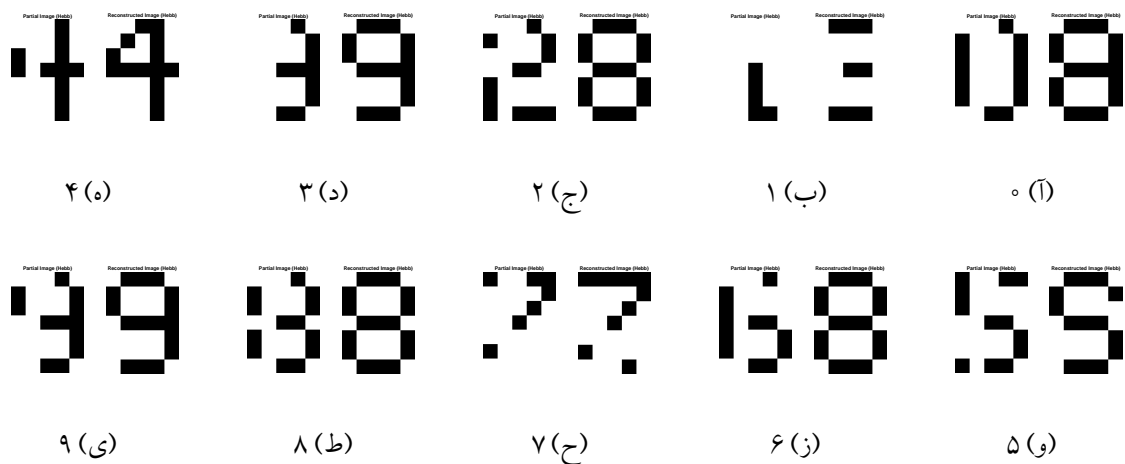 Partial Image (Hebb) Reconstructed Image (Hebb) Partial Image (Hebb) Reconstructed Image (Hebb) Partial Image (Hebb) Reconstructed Image (Hebb) Partial Image (Hebb) Reconstructed Image (Hebb) Partial Image (Hebb) Reconstructed Image (Hebb)
(آ) ۰ (ب) ۱ (ج) ۲ (د) ۳ (ه) ۴
Partial Image (Hebb) Reconstructed Image (Hebb) Partial Image (Hebb) Reconstructed Image (Hebb) Partial Image (Hebb) Reconstructed Image (Hebb) Partial Image (Hebb) Reconstructed Image (Hebb) Partial Image (Hebb) Reconstructed Image (Hebb)
(و) ۵ (ز) ۶ (ح) ۷ (ط) ۸ (ی) ۹